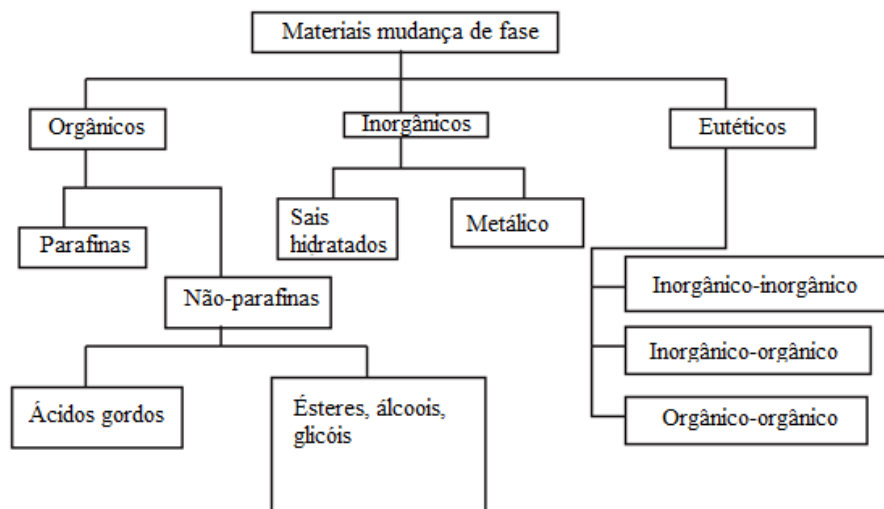 Materiais mudança de fase
Orgânicos
Inorgânicos
Eutéticos
Parafinas
Sais
hidratados
Metálico
Não-parafinas
Inorgânico-inorgânico
Inorgânico-orgânico
Orgânico-orgânico
Ácidos gordos
Ésteres, álcoois,
glicóis